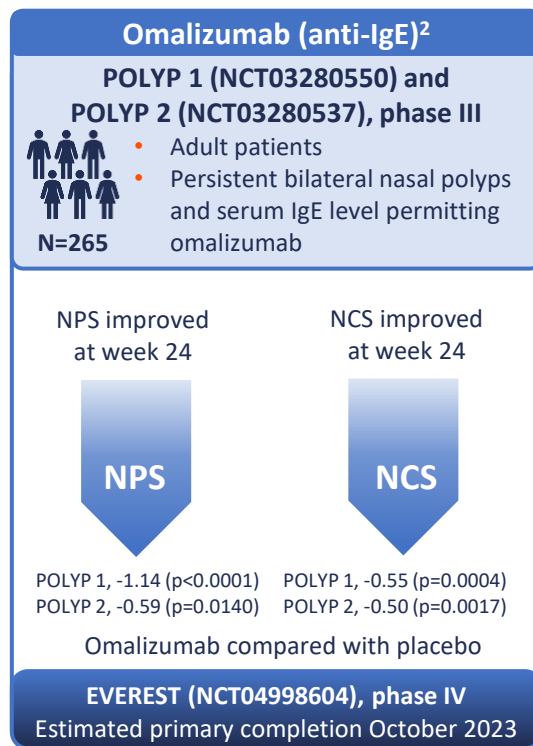 Omalizumab (anti-IgE)²
POLYP 1 (NCT03280550) and
POLYP 2 (NCT03280537), phase III
• Adult patients
• Persistent bilateral nasal polyps
and serum IgE level permitting
omalizumab
N=265
NPS improved
at week 24
NCS improved
at week 24
NPS
NCS
POLYP 1, -1.14 (p<0.0001)
POLYP 2, -0.59 (p=0.0140)
POLYP 1, -0.55 (p=0.0004)
POLYP 2, -0.50 (p=0.0017)
Omalizumab compared with placebo
EVEREST (NCT04998604), phase IV
Estimated primary completion October 2023